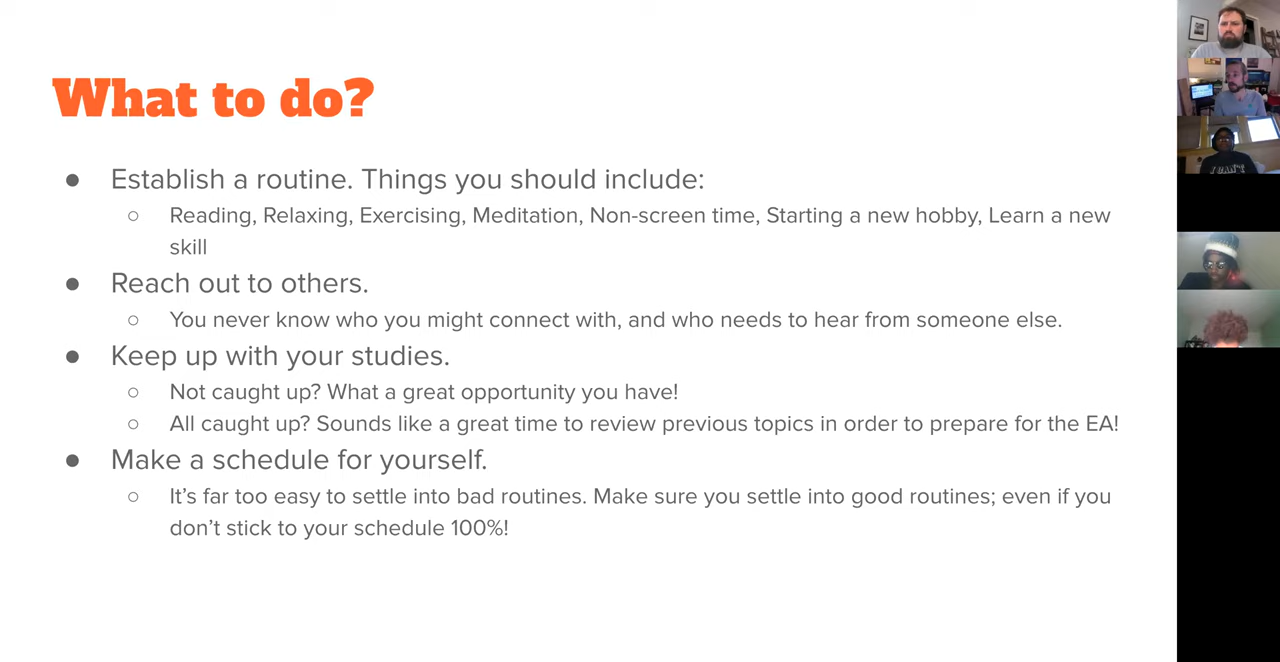 What to do?
● Establish a routine. Things you should include:
○ Reading, Relaxing, Exercising, Meditation, Non-screen time, Starting a new hobby, Learn a new
skill
● Reach out to others.
○ You never know who you might connect with, and who needs to hear from someone else.
● Keep up with your studies.
○ Not caught up? What a great opportunity you have!
○ All caught up? Sounds like a great time to review previous topics in order to prepare for the EA!
● Make a schedule for yourself.
○ It’s far too easy to settle into bad routines. Make sure you settle into good routines; even if you
don’t stick to your schedule 100%!
I CAN'T